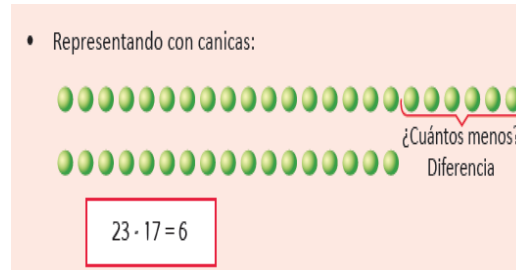 • Representando con canicas:
¿Cuántos menos?
Diferencia
23 - 17 = 6